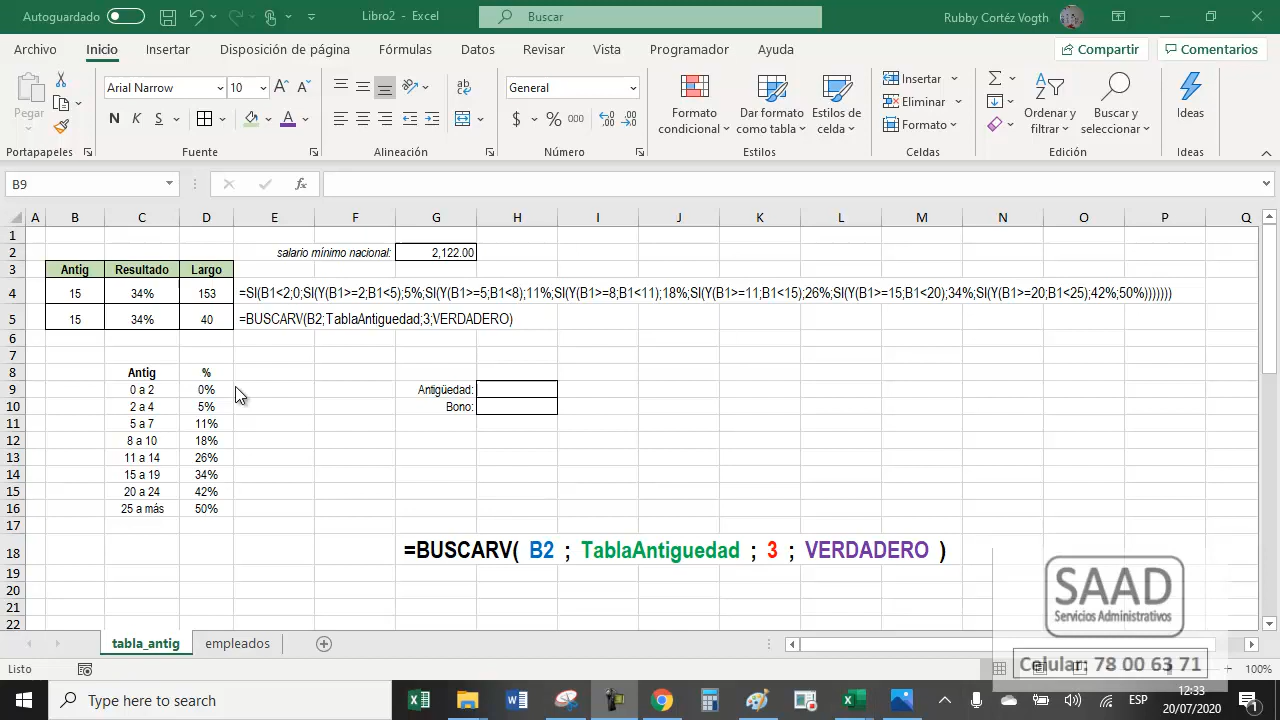 Autoguardado
Libro2 - Excel
Buscar
Rubby Cortéz Vogth
Archivo
Inicio
Insertar
Disposición de página
Fórmulas
Datos
Revisar
Vista
Programador
Ayuda
Compartir
Comentarios
Pegar
Portapapeles
Arial Narrow
10
N K S
Fuente
Alineación
General
$ % 000
Número
Formato condicional
Dar formato como tabla
Estilos de celda
Estilos
Insertar
Eliminar
Formato
Celdas
Ordenar y filtrar
Buscar y seleccionar
Edición
Ideas
Ideas
B9
fx
A B C D E F G H I J K L M N O P Q
1
2 salario mínimo nacional: 2,122.00
3 Antig Resultado Largo
4 15 34% 153 =SI(B1<2;0;SI(Y(B1>=2;B1<5);5%;SI(Y(B1>=5;B1<8);11%;SI(Y(B1>=8;B1<11);18%;SI(Y(B1>=11;B1<15);26%;SI(Y(B1>=15;B1<20);34%;SI(Y(B1>=20;B1<25);42%;50%)))))))
5 15 34% 40 =BUSCARV(B2;TablaAntiguedad;3;VERDADERO)
6
7
8 Antig %
9 0 a 2 0% Antigüedad:
10 2 a 4 5% Bono:
11 5 a 7 11%
12 8 a 10 18%
13 11 a 14 26%
14 15 a 19 34%
15 20 a 24 42%
16 25 a más 50%
17
18 =BUSCARV( B2 ; TablaAntiguedad ; 3 ; VERDADERO )
19
20
21
22
SAAD
Servicios Administrativos
Celular: 78 00 63 71
tabla_antig
empleados
Listo
100%
Type here to search
ESP
12:33
20/07/2020